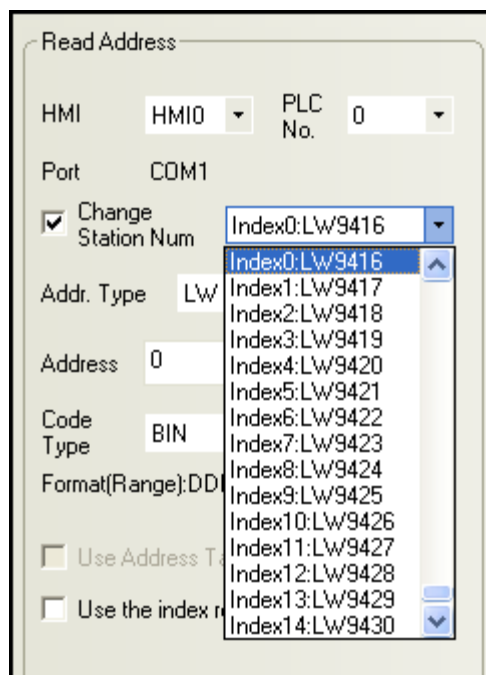 Read Address
HMI HMI0 PLC No. 0
Port COM1
Change Station Num Index0:LW9416
Index0:LW9416
Index1:LW9417
Addr. Type LW
Index2:LW9418
Index3:LW9419
Index4:LW9420
Address 0
Index5:LW9421
Index6:LW9422
Code Type BIN
Index7:LW9423
Index8:LW9424
Format(Range):DD
Index9:LW9425
Index10:LW9426
Index11:LW9427
Use Address
Index12:LW9428
Index13:LW9429
Use the index
Index14:LW9430